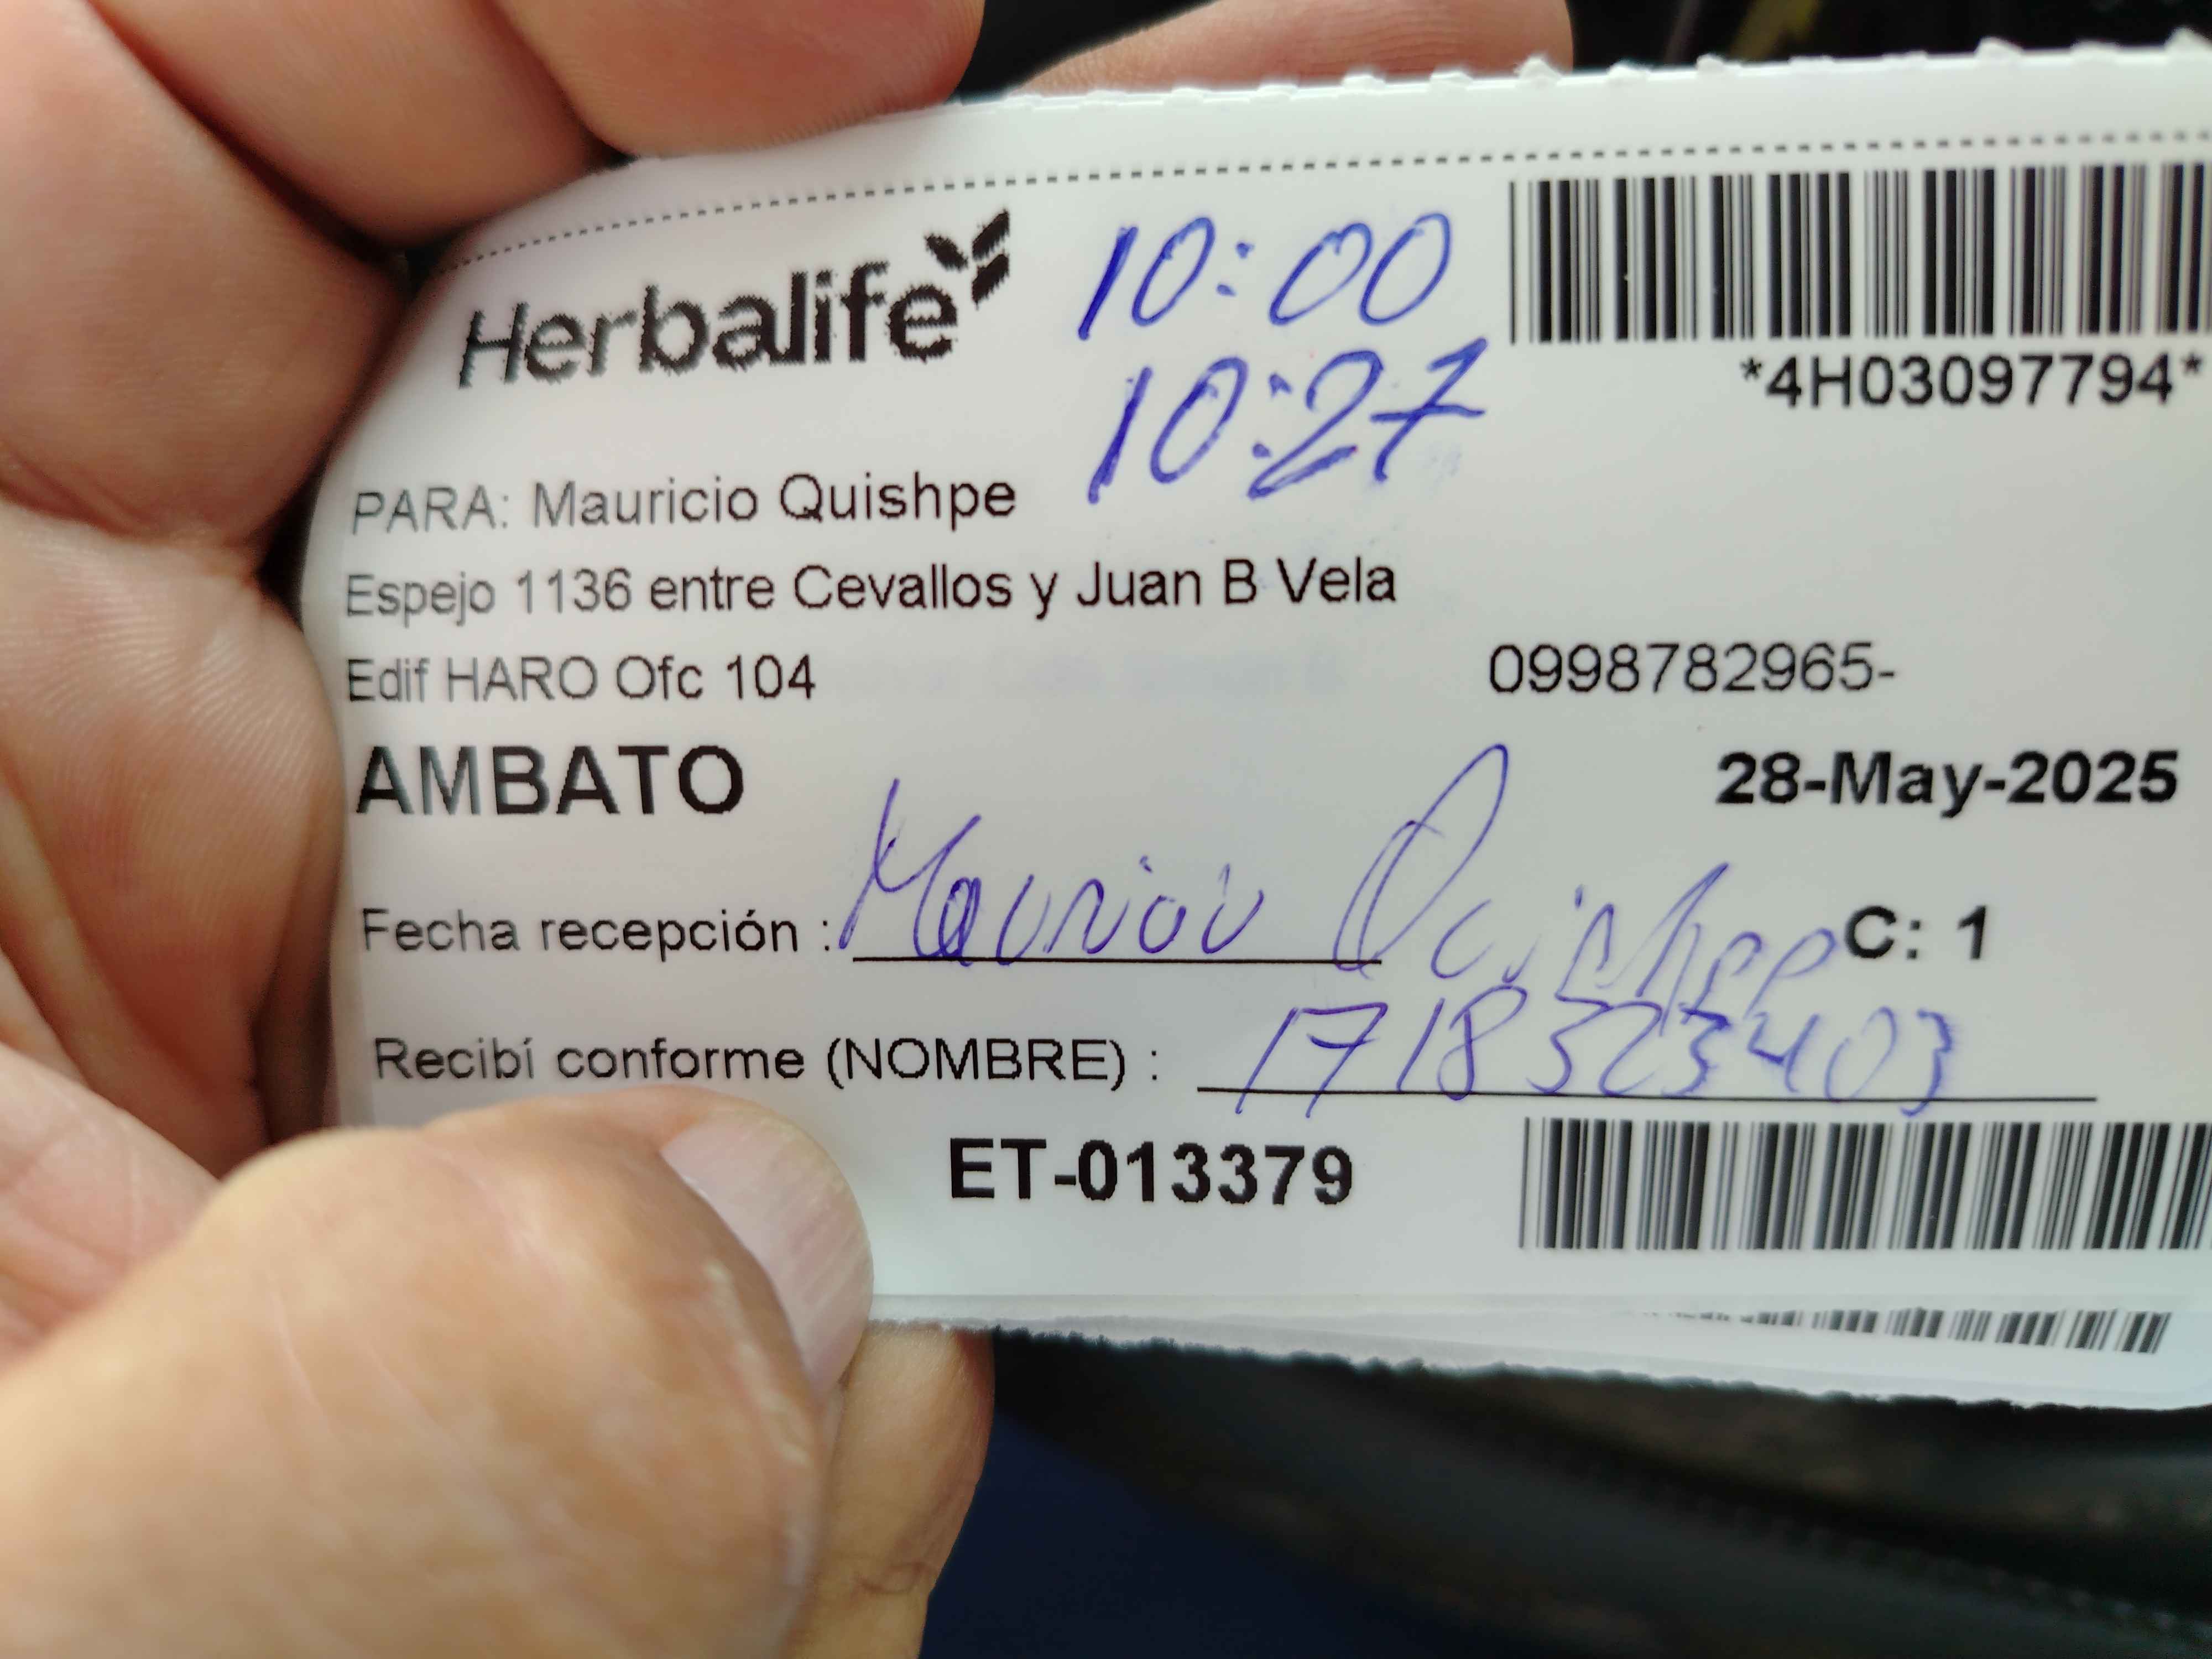 Herbalife
10:00
10:27
*4H03097794*
PARA: Mauricio Quishpe
Espejo 1136 entre Cevallos y Juan B Vela
Edif HARO Ofc 104
0998782965-
AMBATO
28-May-2025
Fecha recepción : Mauricio Quishpe C: 1
Recibí conforme (NOMBRE) : 1718323403
ET-013379